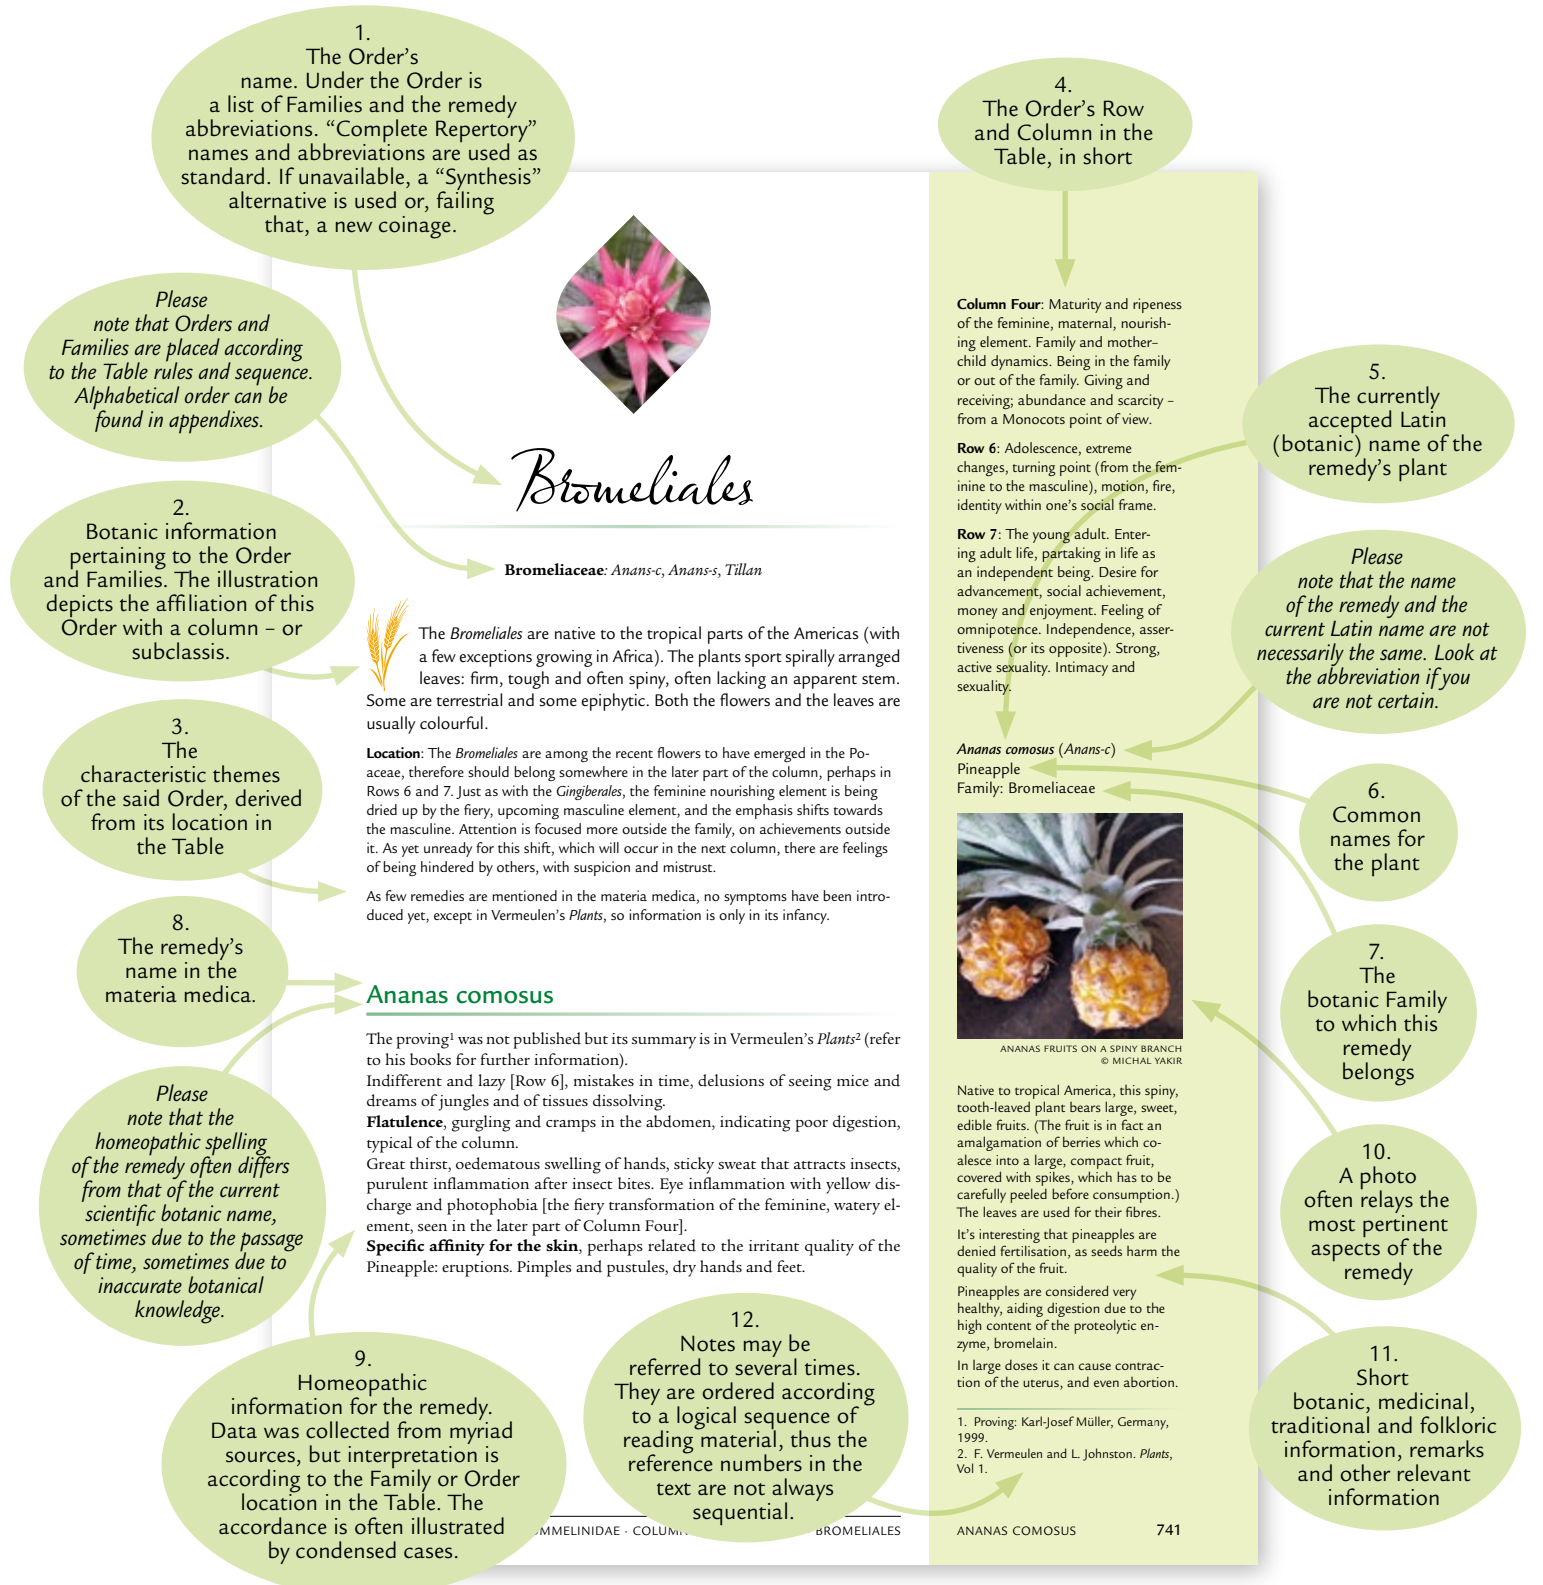 1.
The Order’s
name. Under the Order is
a list of Families and the remedy
abbreviations. “Complete Repertory”
names and abbreviations are used as
standard. If unavailable, a “Synthesis”
alternative is used or, failing
that, a new coinage.
Please
note that Orders and
Families are placed according
to the Table rules and sequence.
Alphabetical order can be
found in appendixes.
2.
Botanic information
pertaining to the Order
and Families. The illustration
depicts the affiliation of this
Order with a column – or
subclassis.
3.
The
characteristic themes
of the said Order, derived
from its location in
the Table
8.
The remedy’s
name in the
materia medica.
Please
note that the
homeopathic spelling
of the remedy often differs
from that of the current
scientific botanic name,
sometimes due to the passage
of time, sometimes due to
inaccurate botanical
knowledge.
9.
Homeopathic
information for the remedy.
Data was collected from myriad
sources, but interpretation is
according to the Family or Order
location in the Table. The
accordance is often illustrated
by condensed cases.
Bromeliales
Bromeliaceae: Anans-c, Anans-s, Tillan
The Bromeliales are native to the tropical parts of the Americas (with
a few exceptions growing in Africa). The plants sport spirally arranged
leaves: firm, tough and often spiny, often lacking an apparent stem.
Some are terrestrial and some epiphytic. Both the flowers and the leaves are
usually colourful.
Location: The Bromeliales are among the recent flowers to have emerged in the Po-
aceae, therefore should belong somewhere in the later part of the column, perhaps in
Rows 6 and 7. Just as with the Gingiberales, the feminine nourishing element is being
dried up by the fiery, upcoming masculine element, and the emphasis shifts towards
the masculine. Attention is focused more outside the family, on achievements outside
it. As yet unready for this shift, which will occur in the next column, there are feelings
of being hindered by others, with suspicion and mistrust.
As few remedies are mentioned in the materia medica, no symptoms have been intro-
duced yet, except in Vermeulen’s Plants, so information is only in its infancy.
Ananas comosus
The proving¹ was not published but its summary is in Vermeulen’s Plants² (refer
to his books for further information).
Indifferent and lazy [Row 6], mistakes in time, delusions of seeing mice and
dreams of jungles and of tissues dissolving.
Flatulence, gurgling and cramps in the abdomen, indicating poor digestion,
typical of the column.
Great thirst, oedematous swelling of hands, sticky sweat that attracts insects,
purulent inflammation after insect bites. Eye inflammation with yellow dis-
charge and photophobia [the fiery transformation of the feminine, watery el-
ement, seen in the later part of Column Four].
Specific affinity for the skin, perhaps related to the irritant quality of the
Pineapple: eruptions. Pimples and pustules, dry hands and feet.
12.
Notes may be
referred to several times.
They are ordered according
to a logical sequence of
reading material, thus the
reference numbers in the
text are not always
sequential.
OMMELINIDAE · COLUM BROMELIALES
4.
The Order’s Row
and Column in the
Table, in short
Column Four: Maturity and ripeness
of the feminine, maternal, nourish-
ing element. Family and mother–
child dynamics. Being in the family
or out of the family. Giving and
receiving; abundance and scarcity –
from a Monocots point of view.
Row 6: Adolescence, extreme
changes, turning point (from the fem-
inine to the masculine), motion, fire,
identity within one’s social frame.
Row 7: The young adult. Enter-
ing adult life, partaking in life as
an independent being. Desire for
advancement, social achievement,
money and enjoyment. Feeling of
omnipotence. Independence, asser-
tiveness (or its opposite). Strong,
active sexuality. Intimacy and
sexuality.
Ananas comosus (Anans-c)
Pineapple
Family: Bromeliaceae
ANANAS FRUITS ON A SPINY BRANCH
© MICHAL YAKIR
Native to tropical America, this spiny,
tooth-leaved plant bears large, sweet,
edible fruits. (The fruit is in fact an
amalgamation of berries which co-
alesce into a large, compact fruit,
covered with spikes, which has to be
carefully peeled before consumption.)
The leaves are used for their fibres.
It’s interesting that pineapples are
denied fertilisation, as seeds harm the
quality of the fruit.
Pineapples are considered very
healthy, aiding digestion due to the
high content of the proteolytic en-
zyme, bromelain.
In large doses it can cause contrac-
tion of the uterus, and even abortion.
1. Proving: Karl-Josef Müller, Germany,
1999.
2. F. Vermeulen and L. Johnston. Plants,
Vol 1.
ANANAS COMOSUS 741
5.
The currently
accepted Latin
(botanic) name of the
remedy’s plant
Please
note that the name
of the remedy and the
current Latin name are not
necessarily the same. Look at
the abbreviation if you
are not certain.
6.
Common
names for
the plant
7.
The
botanic Family
to which this
remedy
belongs
10.
A photo
often relays the
most pertinent
aspects of the
remedy
11.
Short
botanic, medicinal,
traditional and folkloric
information, remarks
and other relevant
information